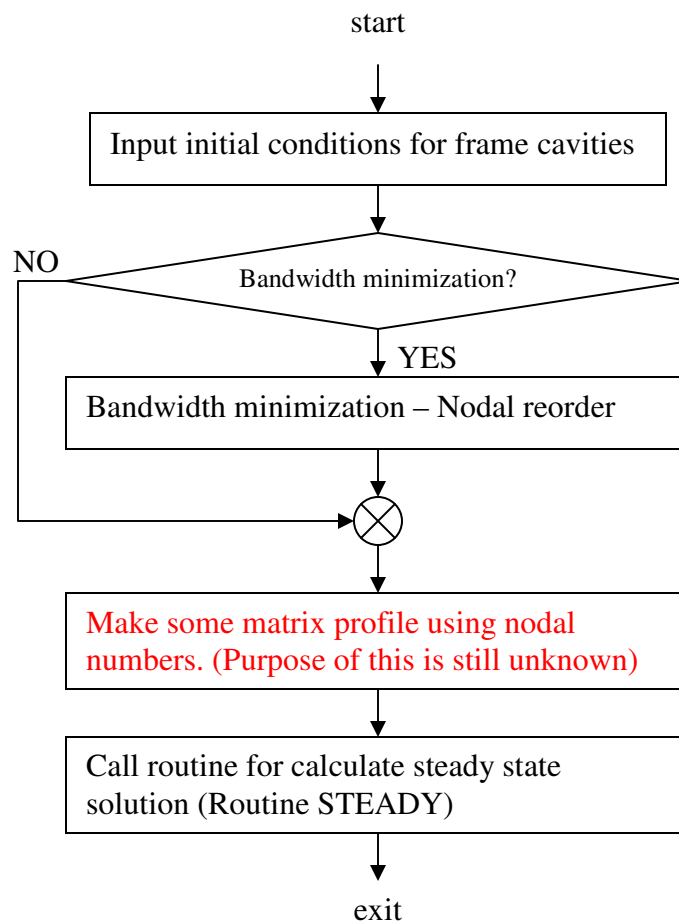 start
Input initial conditions for frame cavities
NO
Bandwidth minimization?
YES
Bandwidth minimization – Nodal reorder
Make some matrix profile using nodal
numbers. (Purpose of this is still unknown)
Call routine for calculate steady state
solution (Routine STEADY)
exit